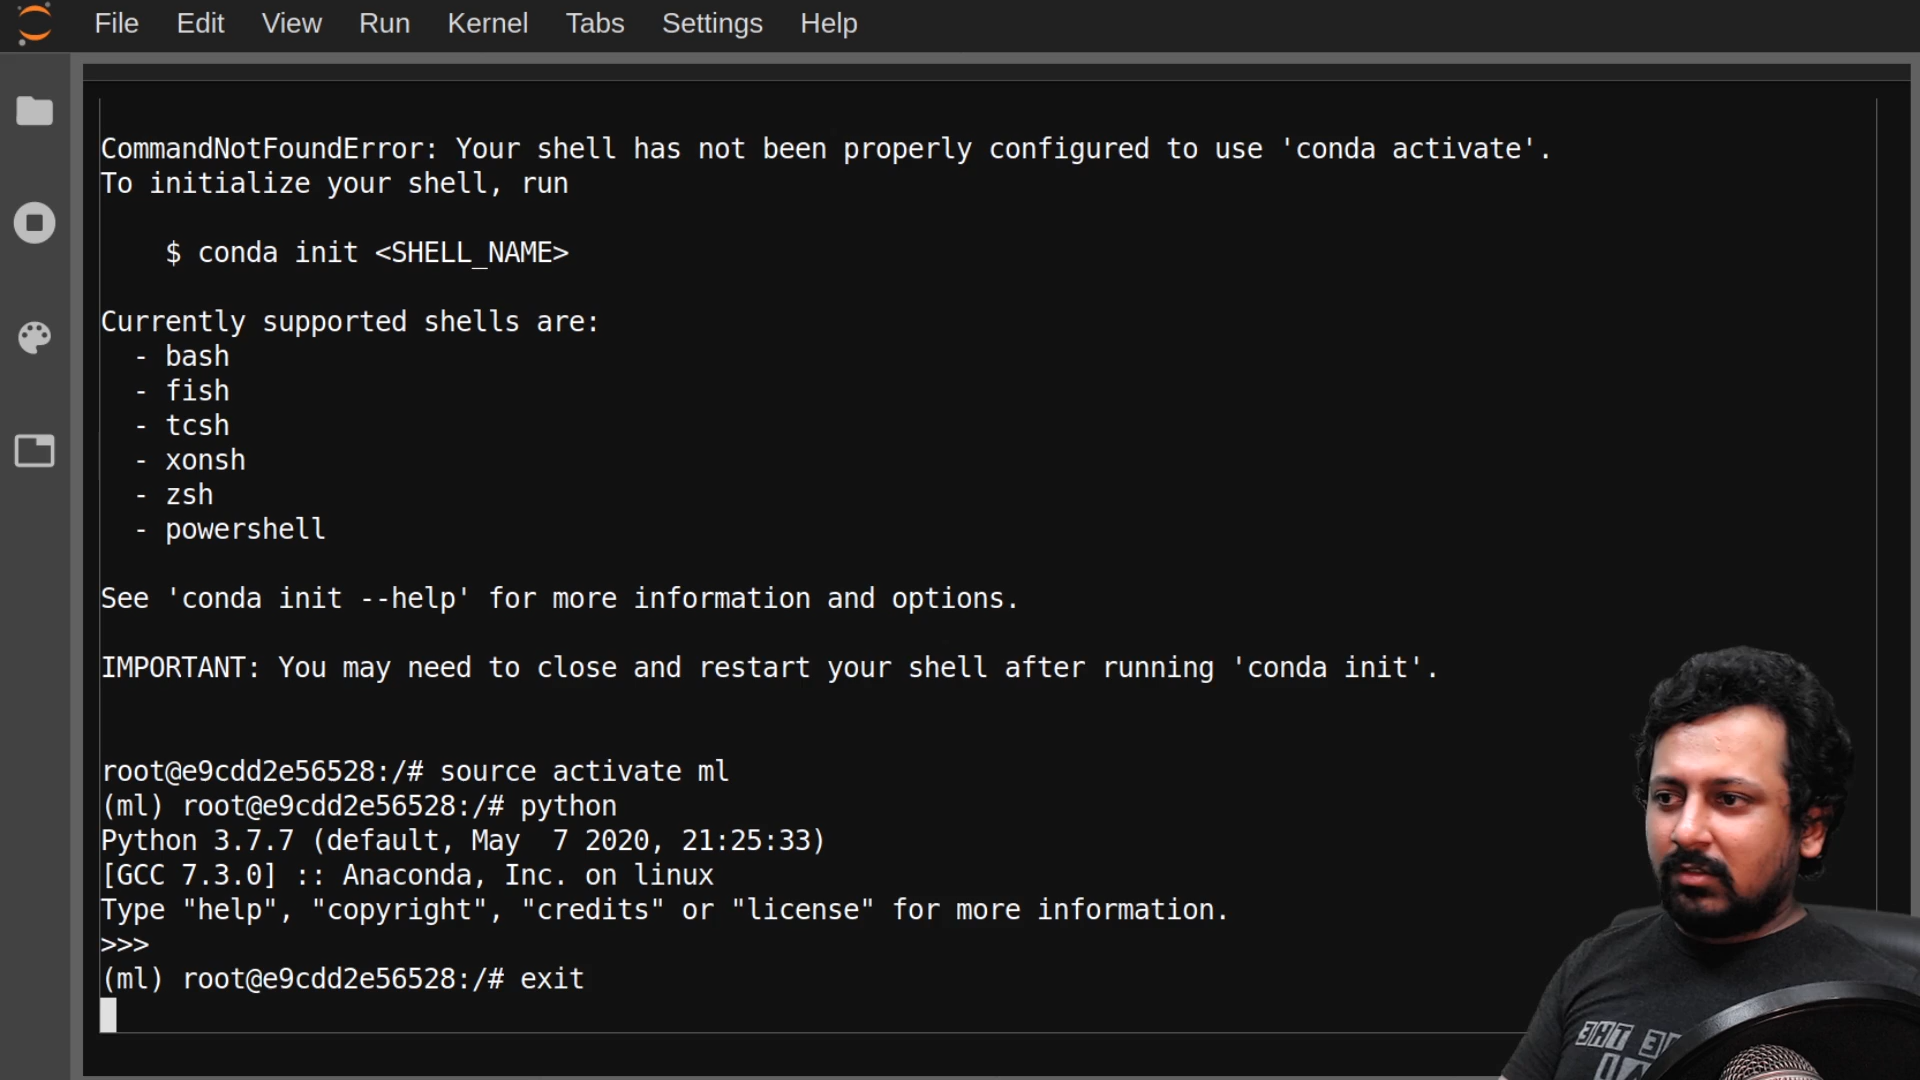 File Edit View Run Kernel Tabs Settings Help
CommandNotFoundError: Your shell has not been properly configured to use 'conda activate'.
To initialize your shell, run
$ conda init <SHELL_NAME>
Currently supported shells are:
- bash
- fish
- tcsh
- xonsh
- zsh
- powershell
See 'conda init --help' for more information and options.
IMPORTANT: You may need to close and restart your shell after running 'conda init'.
root@e9cdd2e56528:/# source activate ml
(ml) root@e9cdd2e56528:/# python
Python 3.7.7 (default, May  7 2020, 21:25:33)
[GCC 7.3.0] :: Anaconda, Inc. on linux
Type "help", "copyright", "credits" or "license" for more information.
>>>
(ml) root@e9cdd2e56528:/# exit